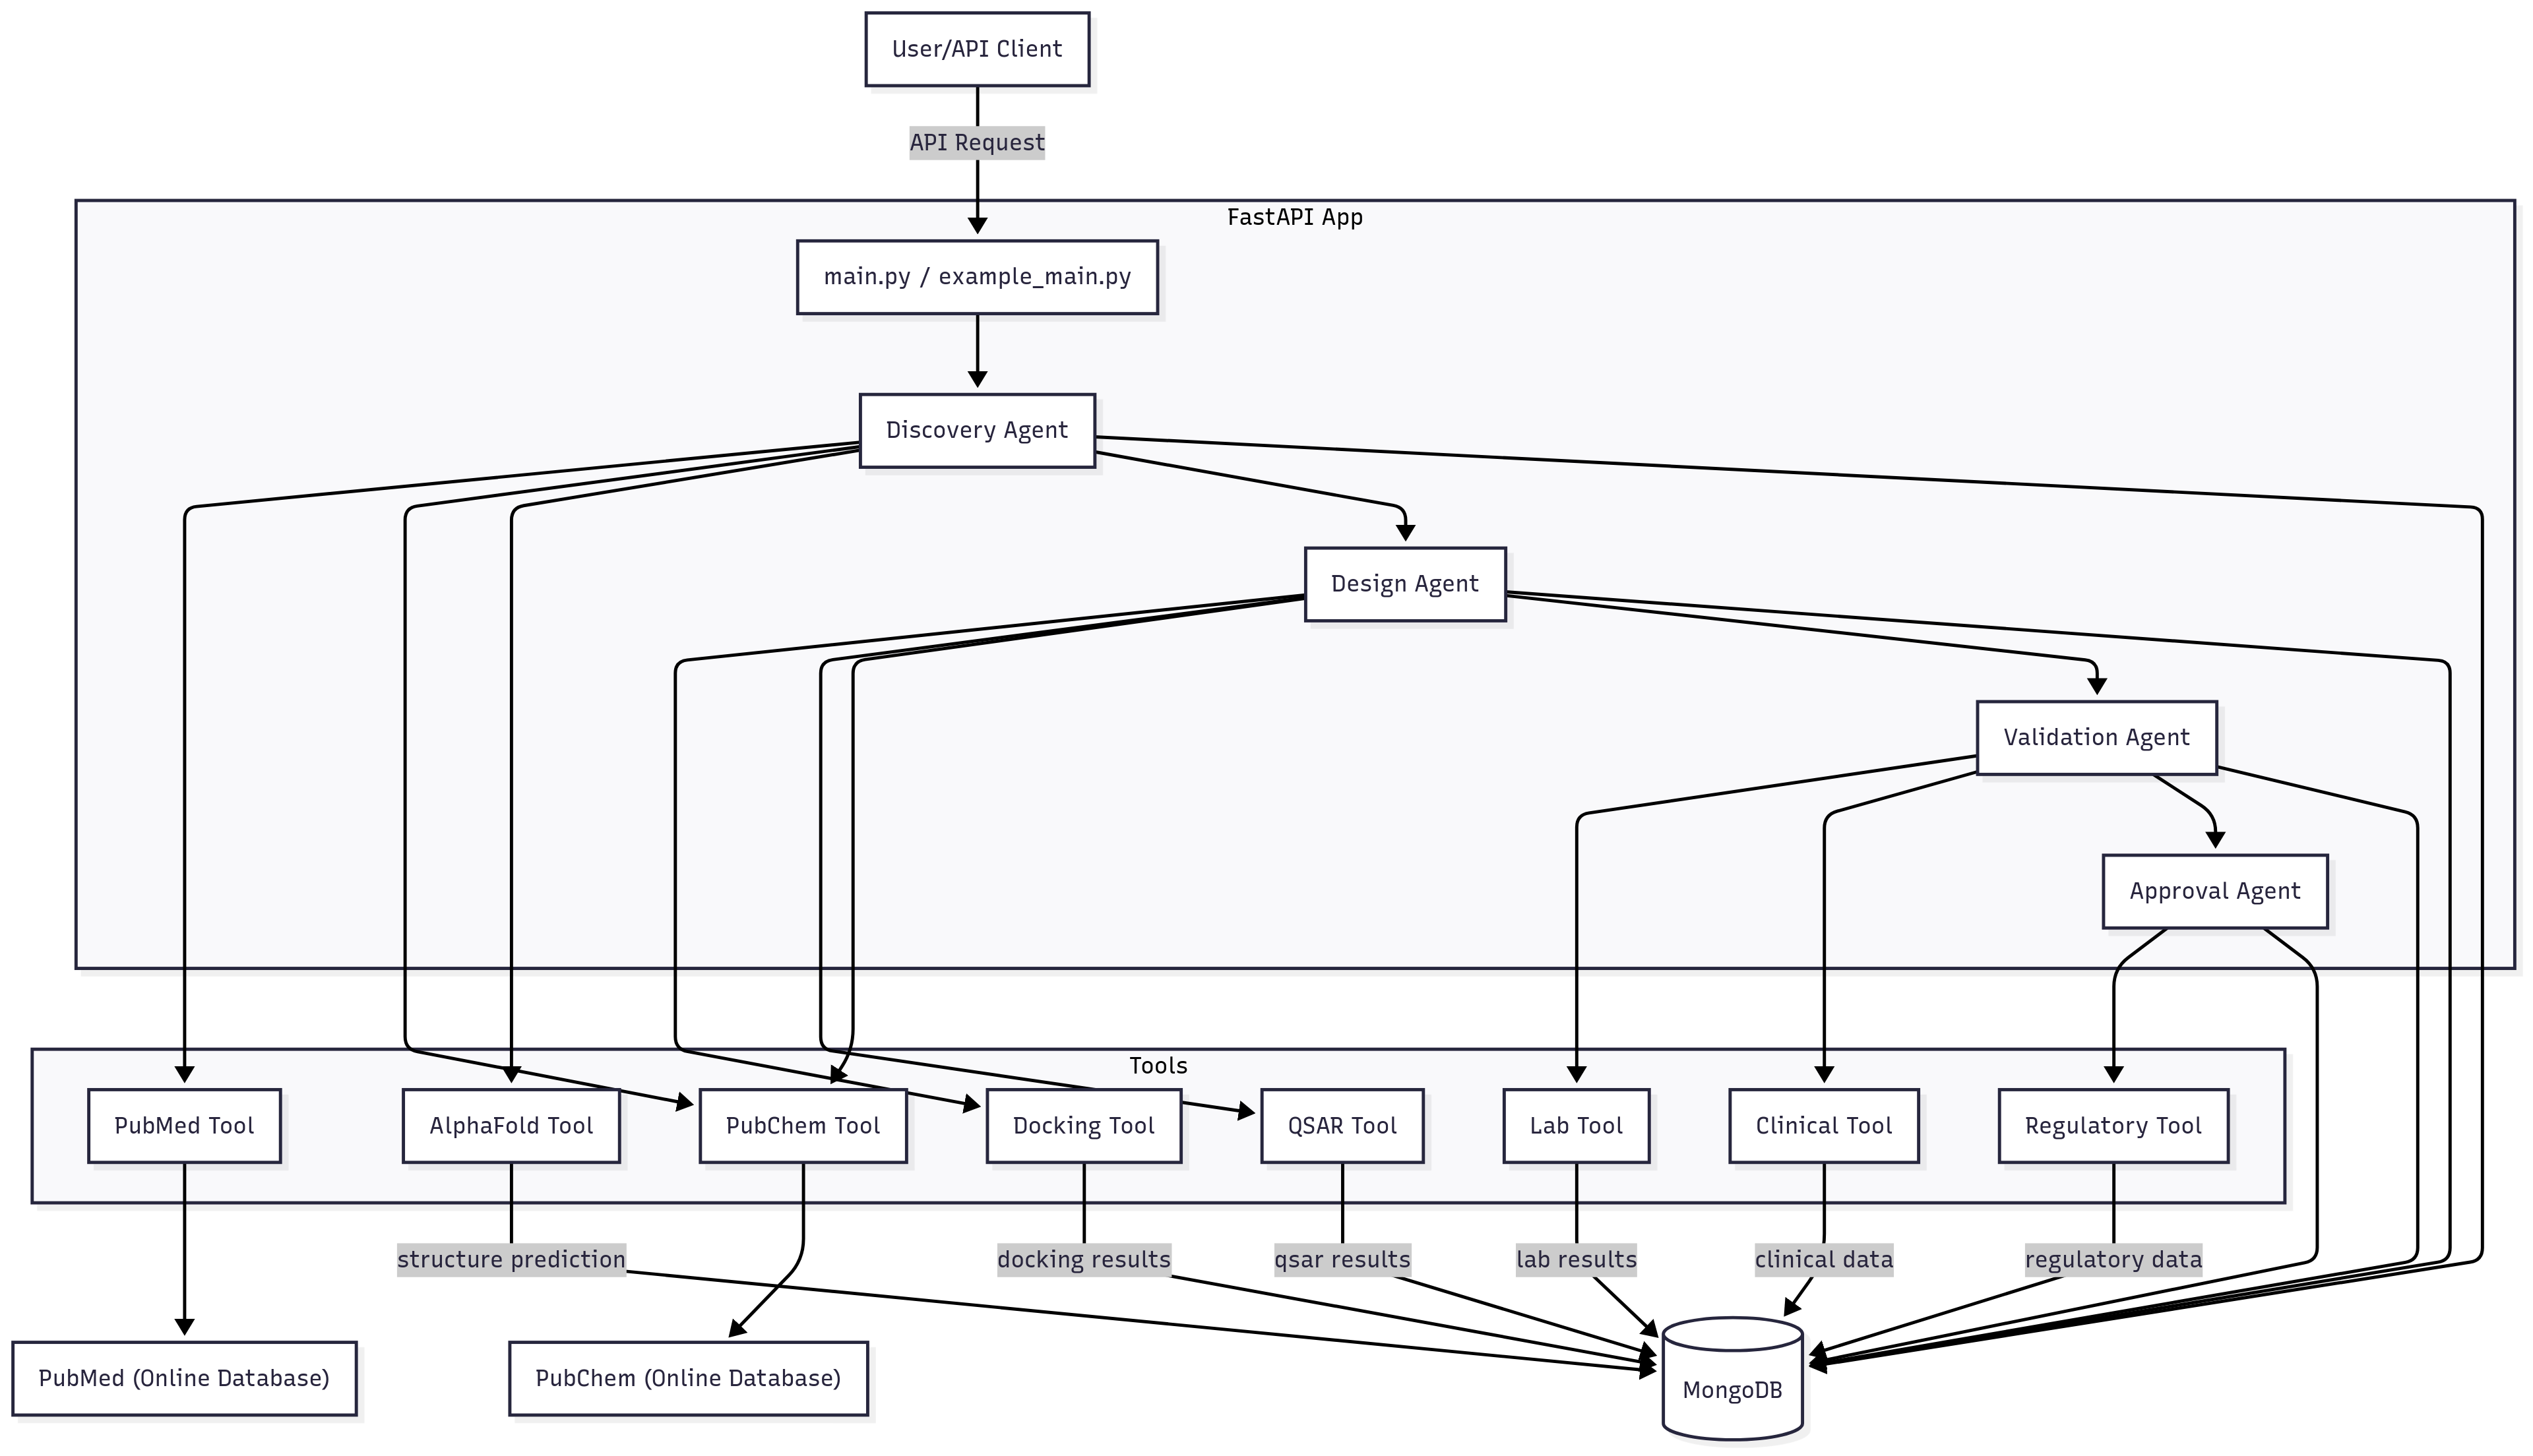 User/API Client
API Request
FastAPI App
main.py / example_main.py
Discovery Agent
Design Agent
Validation Agent
Approval Agent
Tools
PubMed Tool
AlphaFold Tool
PubChem Tool
Docking Tool
QSAR Tool
Lab Tool
Clinical Tool
Regulatory Tool
structure prediction
docking results
qsar results
lab results
clinical data
regulatory data
PubMed (Online Database)
PubChem (Online Database)
MongoDB